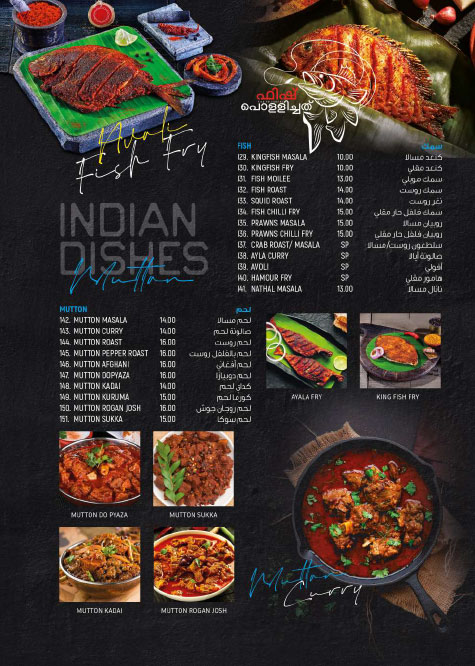 ഫിഷ്
പൊള്ളിച്ചത്
Fish Fry
INDIAN
DISHES
Mutton
FISH سمك
129. KINGFISH MASALA 10.00 كنعد مسالا
130. KINGFISH FRY 10.00 كنعد مقلي
131. FISH MOILEE 13.00 سمك مويلي
132. FISH ROAST 14.00 سمك روست
133. SQUID ROAST 14.00 نغر روست
134. FISH CHILLI FRY 15.00 سمك فلفل حار مقلي
135. PRAWNS MASALA 15.00 روبيان مسالا
136. PRAWNS CHILLI FRY 15.00 روبيان فلفل حار مقلي
137. CRAB ROAST/ MASALA SP سلطعون روست/مسالا
138. AYLA CURRY SP صالونة أيالا
139. AVOLI SP أفولي
140. HAMOUR FRY SP هامور مقلي
141. NATHAL MASALA 13.00 ناتال مسالا
MUTTON لحم
142. MUTTON MASALA 14.00 لحم مسالا
143. MUTTON CURRY 14.00 صالونة لحم
144. MUTTON ROAST 16.00 لحم روست
145. MUTTON PEPPER ROAST 16.00 لحم بالفلفل روست
146. MUTTON AFGHANI 16.00 لحم أفغاني
147. MUTTON DOPYAZA 16.00 لحم دوبيازا
148. MUTTON KADAI 14.00 كداي لحم
149. MUTTON KURUMA 15.00 كورما لحم
150. MUTTON ROGAN JOSH 16.00 لحم روجان جوش
151. MUTTON SUKKA 15.00 لحم سوكا
AYALA FRY
KING FISH FRY
MUTTON DO PYAZA
MUTTON SUKKA
MUTTON KADAI
MUTTON ROGAN JOSH
Mutton
Curry